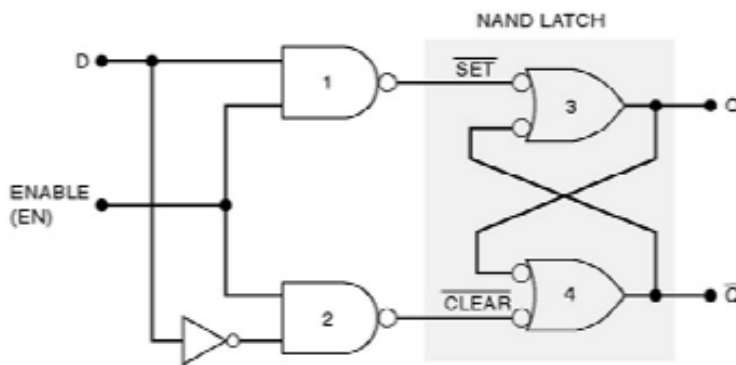 NAND LATCH
D
1
SET
3
Q
ENABLE
(EN)
2
CLEAR
4
Q